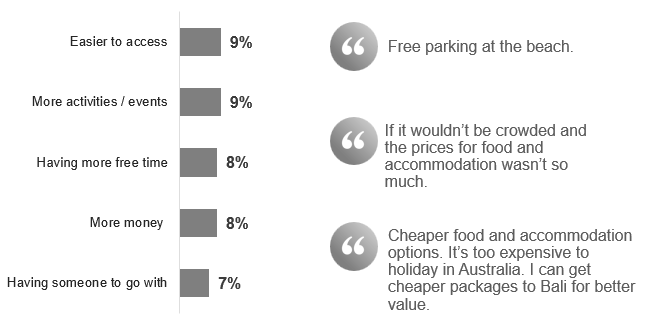 Easier to access 9%
More activities / events 9%
Having more free time 8%
More money 8%
Having someone to go with 7%
“ Free parking at the beach.
“ If it wouldn’t be crowded and
the prices for food and
accommodation wasn’t so
much.
“ Cheaper food and accommodation
options. It’s too expensive to
holiday in Australia. I can get
cheaper packages to Bali for better
value.